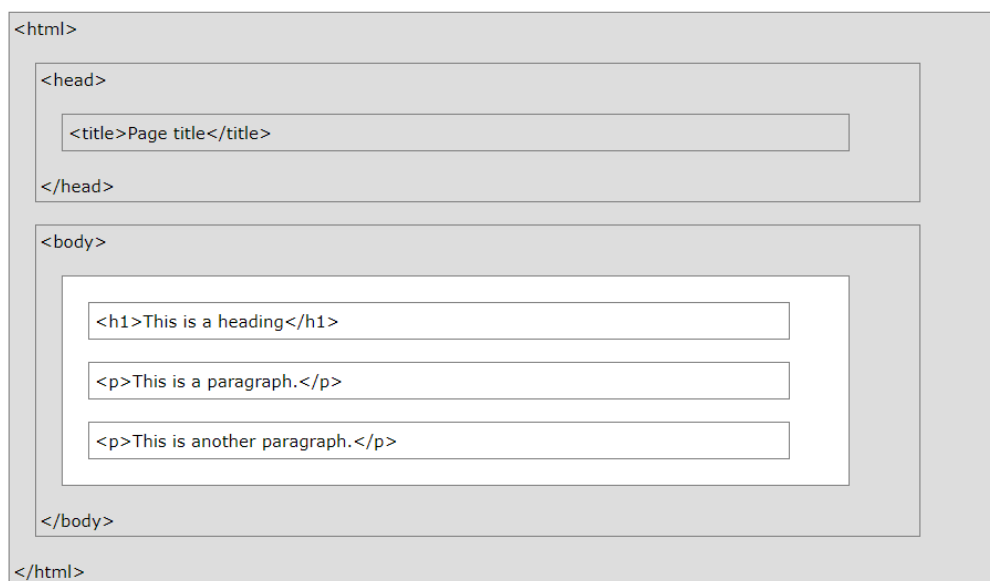 <html>
<head>
<title>Page title</title>
</head>
<body>
<h1>This is a heading</h1>
<p>This is a paragraph.</p>
<p>This is another paragraph.</p>
</body>
</html>